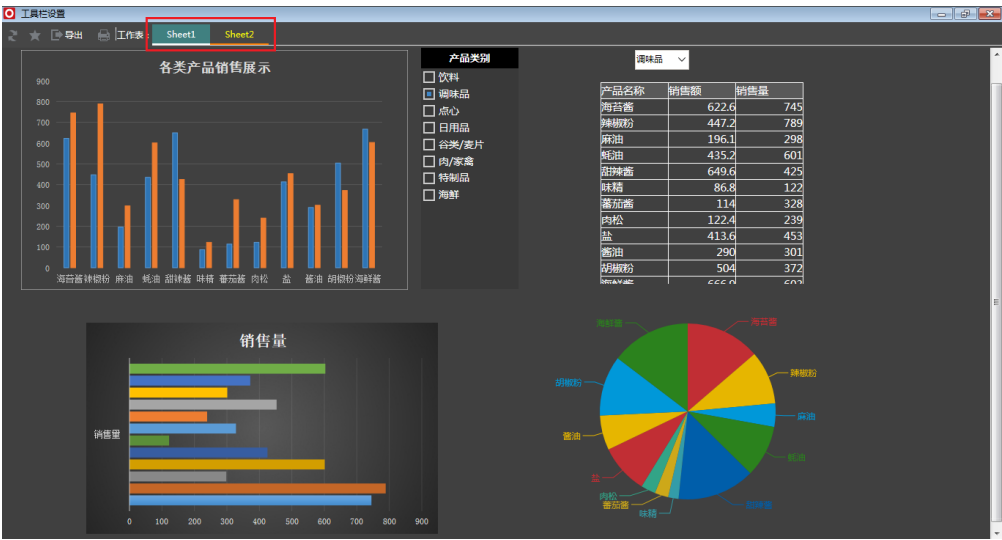 工具栏设置
导出 工作表: Sheet1 Sheet2
各类产品销售展示
900
800
700
600
500
400
300
200
100
0
海苔酱 辣椒粉 麻油 蚝油 甜辣酱 味精 蕃茄酱 肉松 盐 酱油 胡椒粉 海鲜酱
产品类别
饮料
调味品
点心
日用品
谷类/麦片
肉/家禽
特制品
海鲜
调味品
产品名称 销售额 销售量
海苔酱 622.6 745
辣椒粉 447.2 789
麻油 196.1 298
蚝油 435.2 601
甜辣酱 649.6 425
味精 86.8 122
蕃茄酱 114 328
肉松 122.4 239
盐 413.6 453
酱油 290 301
胡椒粉 504 372
海鲜酱 666.9 603
销售量
销售量
0 100 200 300 400 500 600 700 800 900
海鲜酱
海苔酱
辣椒粉
胡椒粉
麻油
酱油
蚝油
盐
肉松
蕃茄酱
味精
甜辣酱